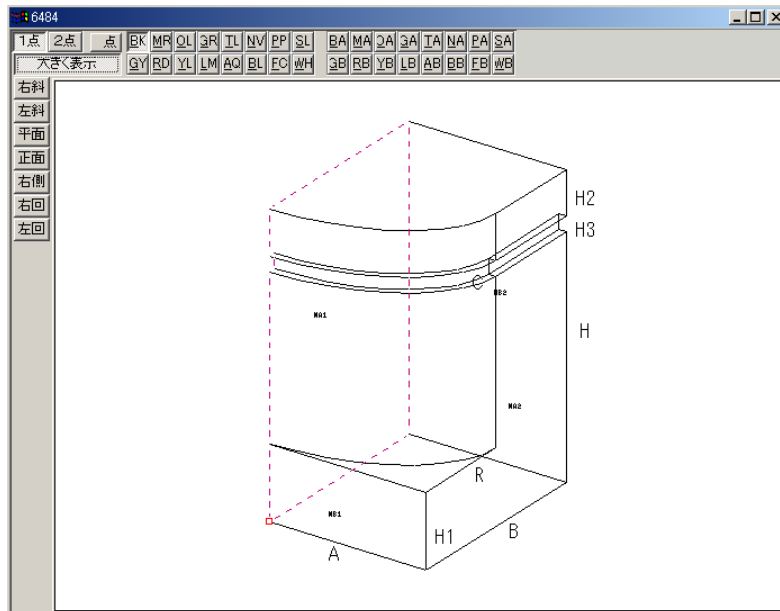 6484
1点 2点 点 BK MR OL GR TL NV PP SL BA MA OA GA TA NA PA SA
大きく表示 GY RD YL LM AQ BL FC WH GB RB YB LB AB BB FB WB
右斜
左斜
平面
正面
右側
右回
左回
H2
H3
MB2
MA1
H
MA2
R
MB1
H1
B
A